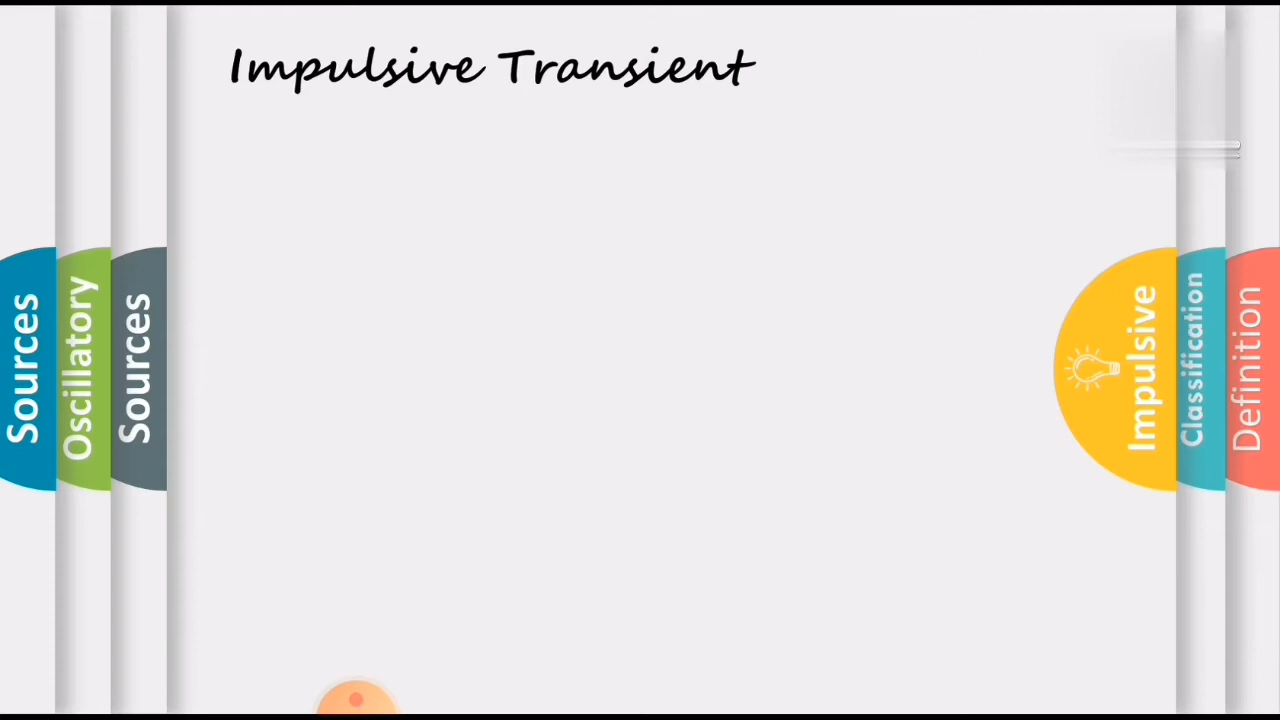 Impulsive Transient
Sources
Oscillatory
Sources
Impulsive
Classification
Definition